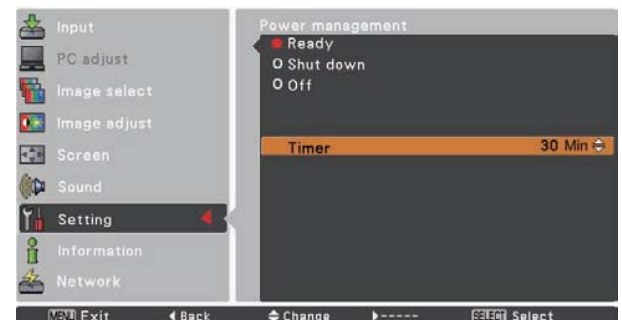 Input
PC adjust
Image select
Image adjust
Screen
Sound
Setting
Information
Network
Power management
Ready
Shut down
Off
Timer 30 Min
MENU Exit Back Change ----- SELECT Select